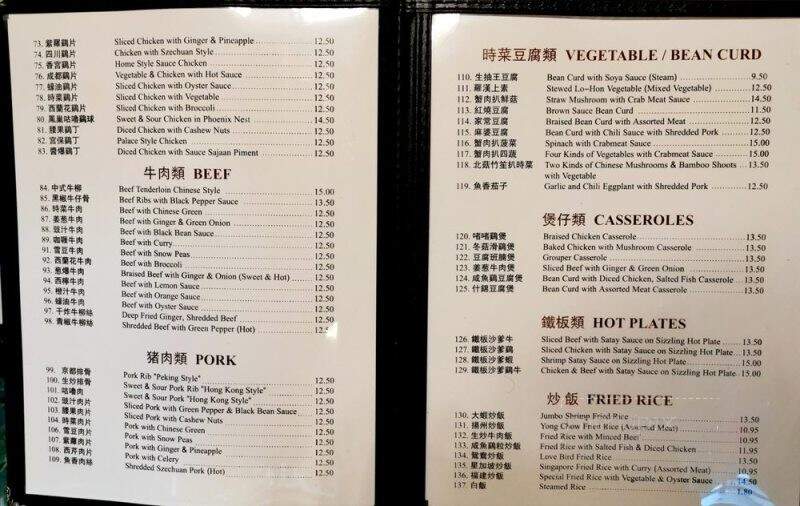 73. 紫蘿鷄片 Sliced Chicken with Ginger & Pineapple 12.50
74. 四川鷄片 Chicken with Szechuan Style 12.50
75. 香宮鷄片 Home Style Sauce Chicken 12.50
76. 成都鷄片 Vegetable & Chicken with Hot Sauce 12.50
77. 蠔油鷄片 Sliced Chicken with Oyster Sauce 12.50
78. 時菜鷄片 Sliced Chicken with Vegetable 12.50
79. 西蘭花鷄片 Sliced Chicken with Broccoli 12.50
80. 鳳巢咕嚕鷄球 Sweet & Sour Chicken in Phoenix Nest 14.50
81. 腰果鷄丁 Diced Chicken with Cashew Nuts 12.50
82. 宮保鷄丁 Palace Style Chicken 12.50
83. 醬爆鷄丁 Diced Chicken with Sauce Sajaan Piment 12.50
牛肉類 BEEF
84. 中式牛柳 Beef Tenderloin Chinese Style 15.00
85. 黑椒牛仔骨 Beef Ribs with Black Pepper Sauce 13.50
86. 時菜牛肉 Beef with Chinese Green 12.50
87. 姜葱牛肉 Beef with Ginger & Green Onion 12.50
88. 豉汁牛肉 Beef with Black Bean Sauce 12.50
89. 咖喱牛肉 Beef with Curry 12.50
91. 雪豆牛肉 Beef with Snow Peas 12.50
92. 西蘭花牛肉 Beef with Broccoli 12.50
93. 葱爆牛肉 Braised Beef with Ginger & Onion (Sweet & Hot) 12.50
94. 西檸牛肉 Beef with Lemon Sauce 12.50
95. 橙汁牛肉 Beef with Orange Sauce 12.50
96. 蠔油牛肉 Beef with Oyster Sauce 12.50
97. 干炸牛柳絲 Deep Fried Ginger, Shredded Beef 12.50
98. 青椒牛柳絲 Shredded Beef with Green Pepper (Hot) 12.50
猪肉類 PORK
99. 京都排骨 Pork Rib "Peking Style" 12.50
100. 生炒排骨 Sweet & Sour Pork Rib "Hong Kong Style" 12.50
101. 咕嚕肉 Sweet & Sour Pork "Hong Kong Style" 12.50
102. 豉汁肉片 Sliced Pork with Green Pepper & Black Bean Sauce 12.50
103. 腰果肉片 Sliced Pork with Cashew Nuts 12.50
104. 時菜肉片 Pork with Chinese Green 12.50
106. 雪豆肉片 Pork with Snow Peas 12.50
107. 紫蘿肉片 Pork with Ginger & Pineapple 12.50
108. 西芹肉片 Pork with Celery 12.50
109. 魚香肉絲 Shredded Szechuan Pork (Hot) 12.50
時菜豆腐類 VEGETABLE / BEAN CURD
110. 生抽王豆腐 Bean Curd with Soya Sauce (Steam) 9.50
111. 羅漢上素 Stewed Lo-Hon Vegetable (Mixed Vegetable) 12.50
112. 蟹肉扒鮮菇 Straw Mushroom with Crab Meat Sauce 14.50
113. 紅燒豆腐 Brown Sauce Bean Curd 11.50
114. 家常豆腐 Braised Bean Curd with Assorted Meat 12.50
115. 麻婆豆腐 Bean Curd with Chili Sauce with Shredded Pork 12.50
116. 蟹肉扒菠菜 Spinach with Crabmeat Sauce 15.00
117. 蟹肉扒四蔬 Four Kinds of Vegetables with Crabmeat Sauce 15.00
118. 北菇竹笙扒時菜 Two Kinds of Chinese Mushrooms & Bamboo Shoots 13.50
with Vegetable
119. 魚香茄子 Garlic and Chili Eggplant with Shredded Pork 12.50
煲仔類 CASSEROLES
120. 啫啫鷄煲 Braised Chicken Casserole 13.50
121. 冬菇滑鷄煲 Baked Chicken with Mushroom Casserole 13.50
122. 豆腐班腩煲 Grouper Casserole 13.50
123. 姜葱牛肉煲 Sliced Beef with Ginger & Green Onion 13.50
124. 咸魚鷄豆腐煲 Bean Curd with Diced Chicken, Salted Fish Casserole 13.50
125. 什錦豆腐煲 Bean Curd with Assorted Meat Casserole 13.50
鐵板類 HOT PLATES
126. 鐵板沙爹牛 Sliced Beef with Satay Sauce on Sizzling Hot Plate 13.50
127. 鐵板沙爹鷄 Sliced Chicken with Satay Sauce on Sizzling Hot Plate 13.50
128. 鐵板沙爹蝦 Shrimp Satay Sauce on Sizzling Hot Plate 15.00
129. 鐵板沙爹鷄牛 Chicken & Beef with Satay Sauce on Sizzling Hot Plate 15.00
炒飯 FRIED RICE
130. 大蝦炒飯 Jumbo Shrimp Fried Rice 13.50
131. 揚州炒飯 Yong Chow Fried Rice (Assorted Meat) 10.95
132. 生炒牛肉飯 Fried Rice with Minced Beef 10.95
133. 咸魚鷄粒炒飯 Fried Rice with Salted Fish & Diced Chicken 11.95
134. 鴛鴦炒飯 Love Bird Fried Rice 13.50
135. 星加坡炒飯 Singapore Fried Rice with Curry (Assorted Meat) 10.95
136. 福建炒飯 Special Fried Rice with Vegetable & Oyster Sauce 14.50
137. 白飯 Steamed Rice 1.80